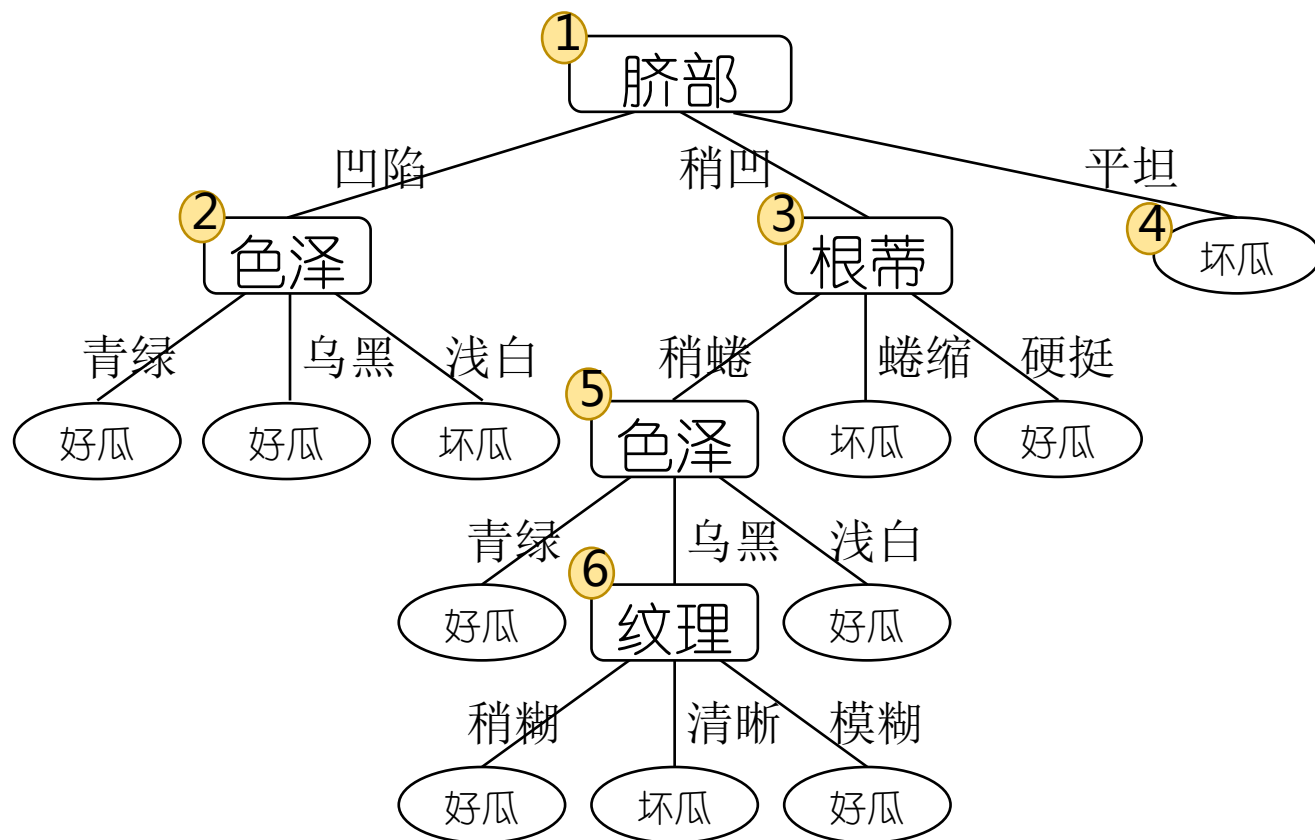 1
脐部
凹陷 稍凹 平坦
2 3 4
色泽 根蒂 坏瓜
青绿 乌黑 浅白 稍蜷 蜷缩 硬挺
5
好瓜 好瓜 坏瓜 色泽 坏瓜 好瓜
青绿 乌黑 浅白
6
好瓜 纹理 好瓜
稍糊 清晰 模糊
好瓜 坏瓜 好瓜